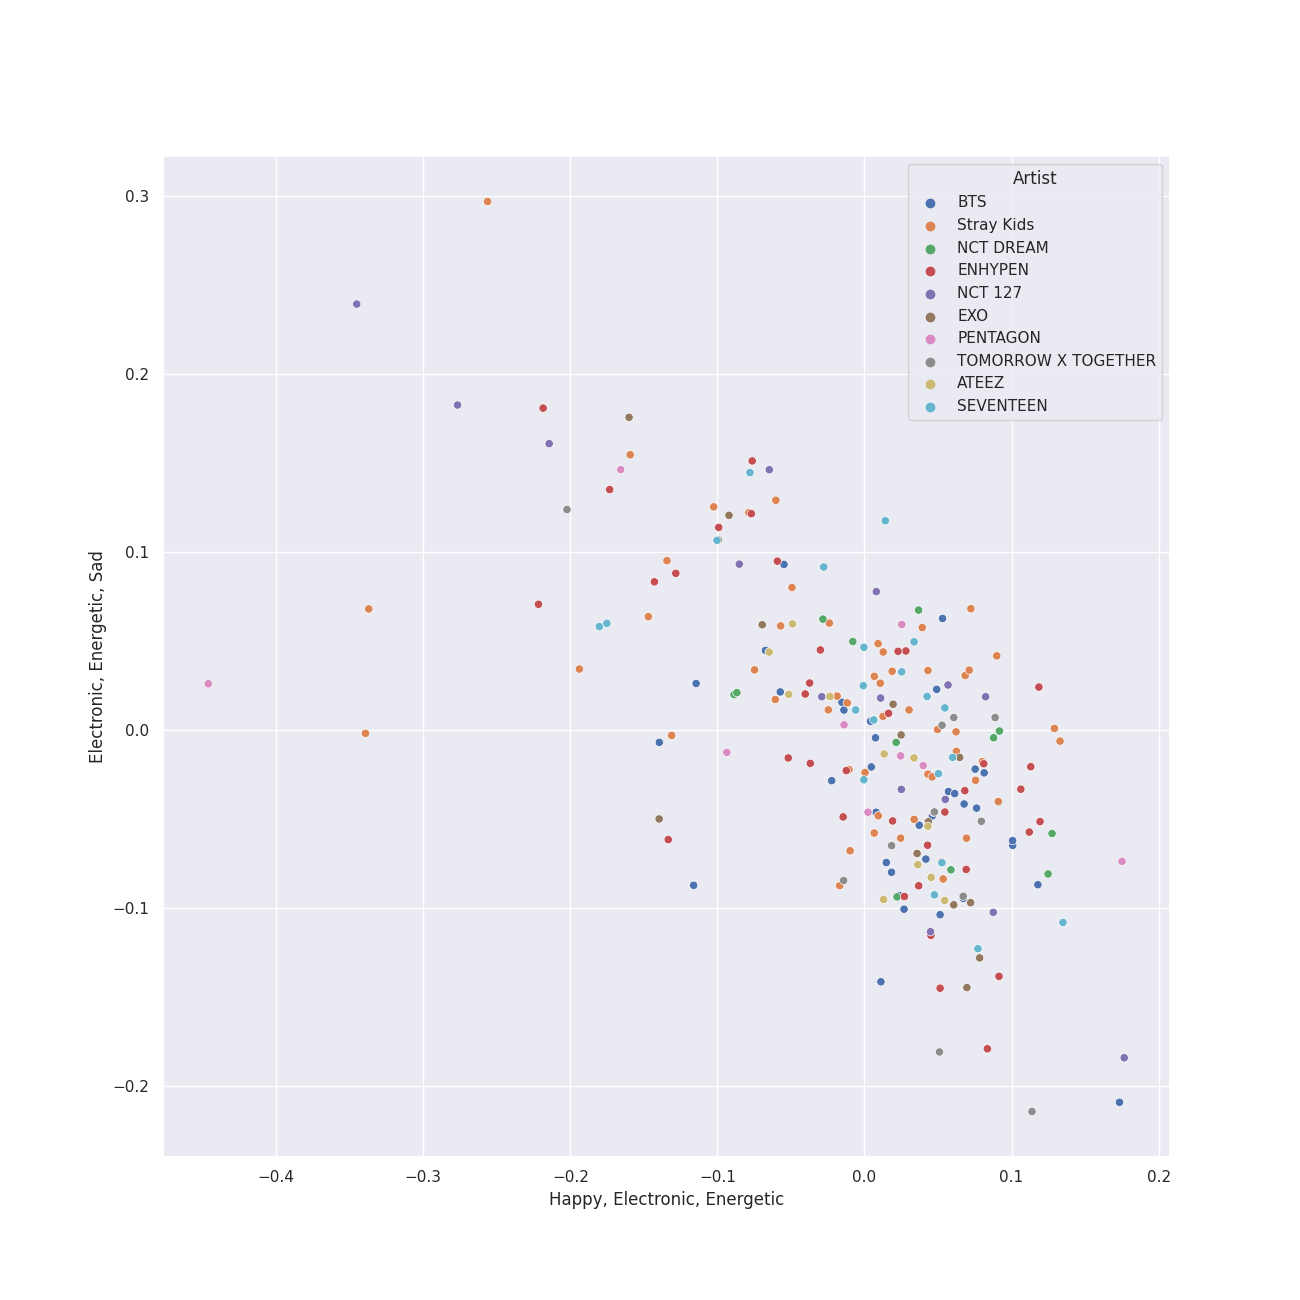 Artist
BTS
Stray Kids
NCT DREAM
ENHYPEN
NCT 127
EXO
PENTAGON
TOMORROW X TOGETHER
ATEEZ
SEVENTEEN
0.3
0.2
0.1
0.0
−0.1
−0.2
Electronic, Energetic, Sad
−0.4
−0.3
−0.2
−0.1
0.0
0.1
0.2
Happy, Electronic, Energetic